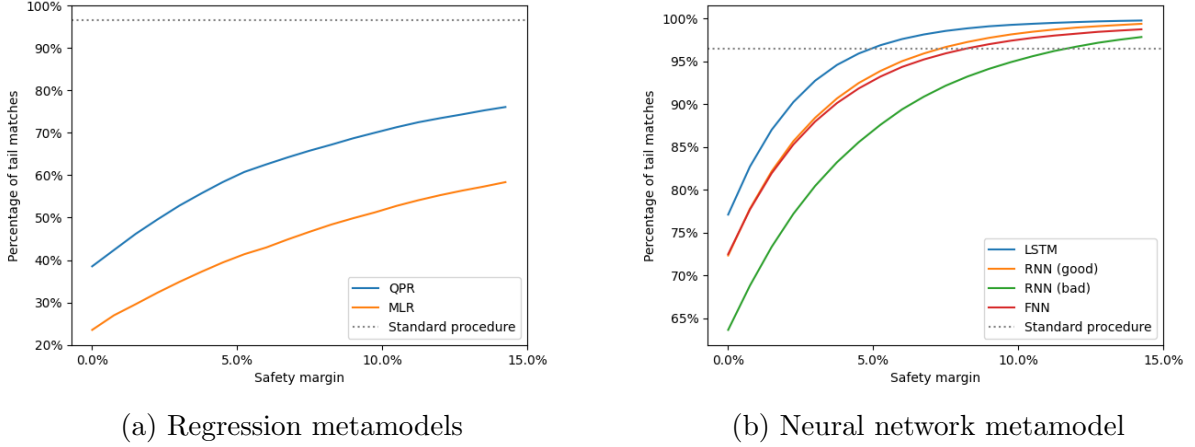 100%
90%
80%
70%
60%
50%
40%
30%
20%
Percentage of tail matches
QPR
MLR
Standard procedure
0.0%
5.0%
10.0%
15.0%
Safety margin
(a) Regression metamodels
100%
95%
90%
85%
80%
75%
70%
65%
Percentage of tail matches
LSTM
RNN (good)
RNN (bad)
FNN
Standard procedure
0.0%
5.0%
10.0%
15.0%
Safety margin
(b) Neural network metamodel